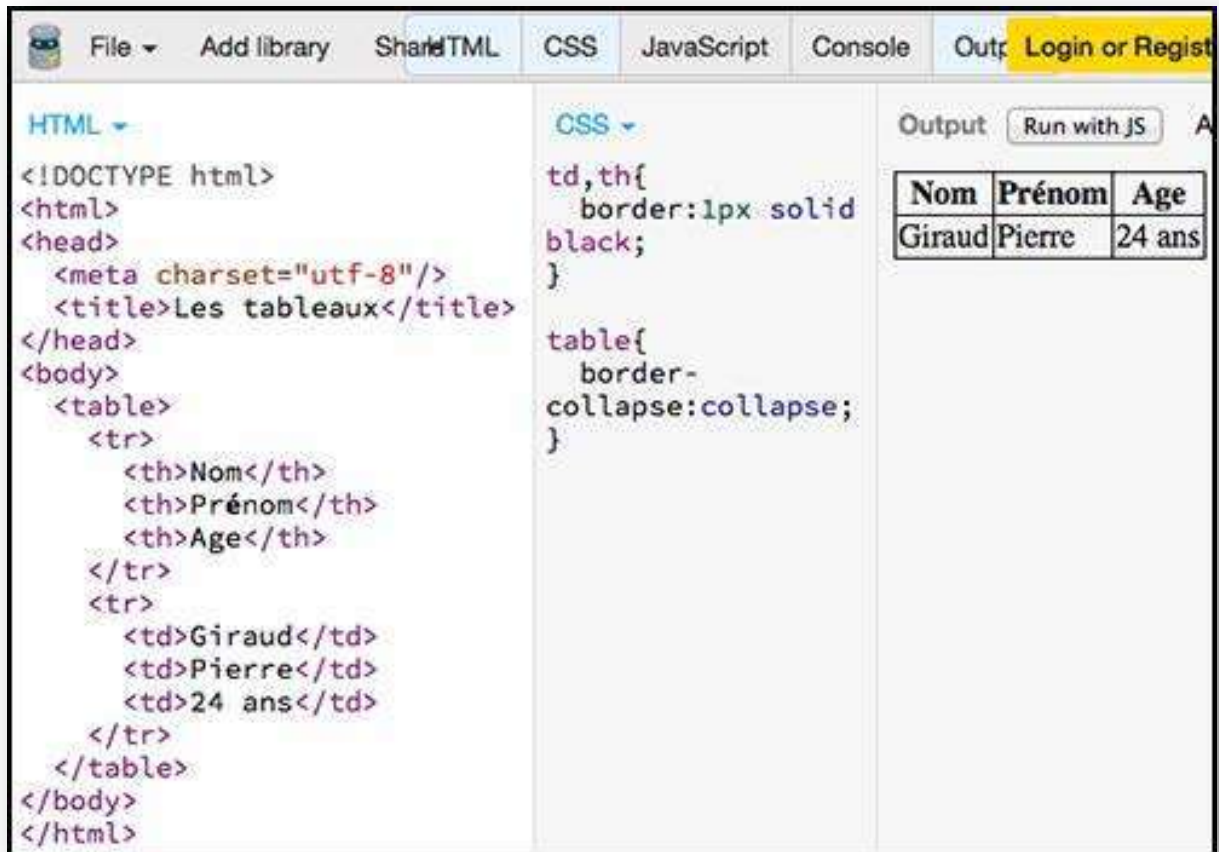 File Add library Share HTML CSS JavaScript Console Outp Login or Regist
HTML
<!DOCTYPE html>
<html>
<head>
<meta charset="utf-8"/>
<title>Les tableaux</title>
</head>
<body>
<table>
<tr>
<th>Nom</th>
<th>Prénom</th>
<th>Age</th>
</tr>
<tr>
<td>Giraud</td>
<td>Pierre</td>
<td>24 ans</td>
</tr>
</table>
</body>
</html>
CSS
td,th{
border:1px solid
black;
}
table{
border-
collapse:collapse;
}
Output Run with JS A
Nom Prénom Age
Giraud Pierre 24 ans